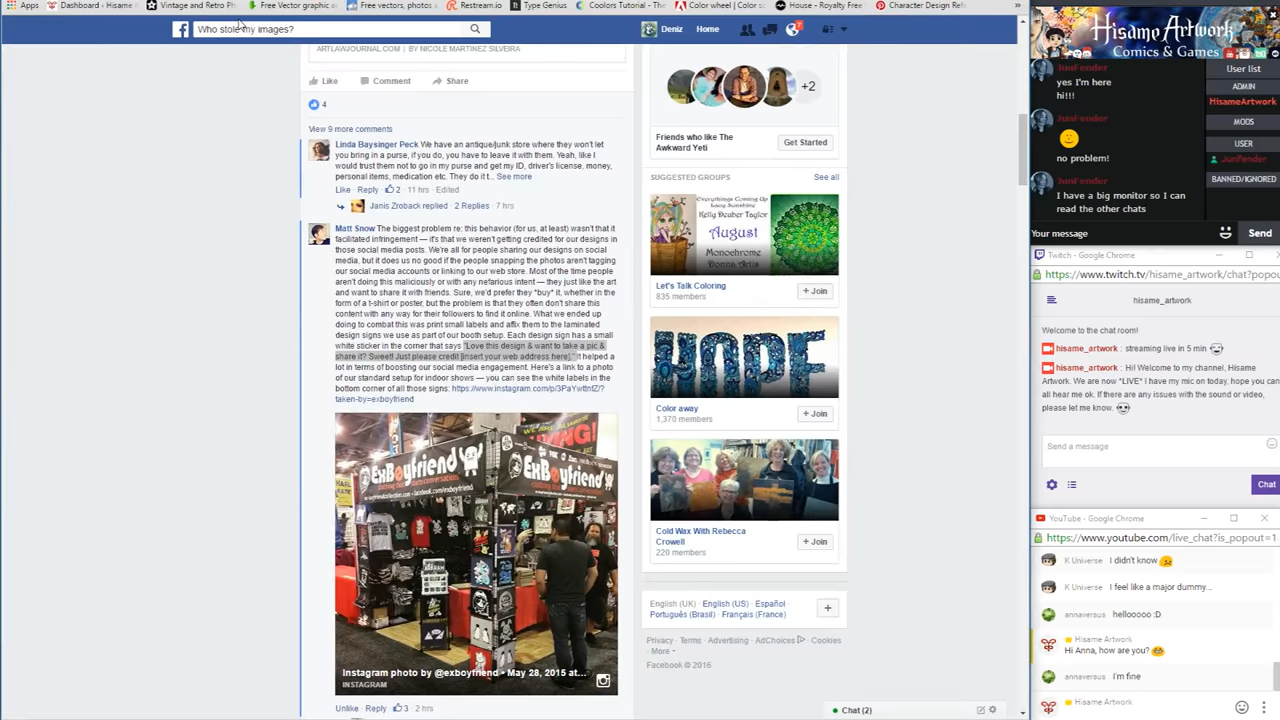 Apps
Dashboard - Hisame
Vintage and Retro Ph
Free Vector graphic a
Free vectors, photos
Restream.io
Type Genius
Coolors Tutorial - The
Color wheel | Color sc
House - Royalty Free
Character Design Ref
»
Who stole my images?
Deniz
Home
7
ARTLAWJOURNAL.COM | BY NICOLE MARTINEZ SILVEIRA
Like
Comment
Share
4
View 9 more comments
Linda Baysinger Peck We have an antique/junk store where they won't let
you bring in a purse, if you do, you have to leave it with them. Yeah, like I
would trust them not to go in my purse and get my ID, driver's license, money,
personal items, medication etc. They do it t... See more
Like · Reply · 2 · 11 hrs · Edited
Janis Zroback replied · 2 Replies · 7 hrs
Matt Snow The biggest problem re: this behavior (for us, at least) wasn't that it
facilitated infringement — it's that we weren't getting credited for our designs in
those social media posts. We're all for people sharing our designs on social
media, but it does us no good if the people snapping the photos aren't tagging
our social media accounts or linking to our web store. Most of the time people
aren't doing this maliciously or with any nefarious intent — they just like the art
and want to share it with friends. Sure, we'd prefer they *buy* it, whether in the
form of a t-shirt or poster, but the problem is that they often don't share this
content with any way for their followers to find it online. What we ended up
doing to combat this was print small labels and affix them to the laminated
design signs we use as part of our booth setup. Each design sign has a small
white sticker in the corner that says "Love this design & want to take a pic &
share it? Sweet! Just please credit [insert your web address here]." It helped a
lot in terms of boosting our social media engagement. Here's a link to a photo
of our standard setup for indoor shows — you can see the white labels in the
bottom corner of all those signs: https://www.instagram.com/p/3PaYwttnfZ/?
taken-by=exboyfriend
ExBoyfriend
ExBoyfriend
Instagram photo by @exboyfriend • May 28, 2015 at...
INSTAGRAM
Unlike · Reply · 3 · 2 hrs
+2
Friends who like The
Awkward Yeti
Get Started
SUGGESTED GROUPS
See all
Everythings Coming Up
Lacy Sunshine
Kelly Deaber Taylor
August
Monochrome
Donna Artis
Let's Talk Coloring
835 members
+ Join
HOPE
Color away
1,370 members
+ Join
Cold Wax With Rebecca
Crowell
220 members
+ Join
English (UK) · English (US) · Español ·
Português (Brasil) · Français (France)
+
Privacy · Terms · Advertising · AdChoices · Cookies
· More
Facebook © 2016
Chat (2)
Hisame Artwork
Comics & Games
JunFender
yes I'm here
hi!!!
JunFender
no problem!
JunFender
I have a big monitor so I can
read the other chats
User list
ADMIN
HisameArtwork
MODS
USER
JunFender
BANNED/IGNORED
Your message
Send
Twitch - Google Chrome
https://www.twitch.tv/hisame_artwork/chat?popou
hisame_artwork
Welcome to the chat room!
hisame_artwork: streaming live in 5 min
hisame_artwork: Hi! Welcome to my channel, Hisame
Artwork. We are now *LIVE* I have my mic on today, hope you can
all hear me ok. If there are any issues with the sound or video,
please let me know.
Send a message
Chat
YouTube - Google Chrome
https://www.youtube.com/live_chat?is_popout=1
K Universe I didn't know
K Universe I feel like a major dummy...
annaversus hellooooo :D
Hisame Artwork
Hi Anna, how are you?
annaversus I'm fine
Hisame Artwork